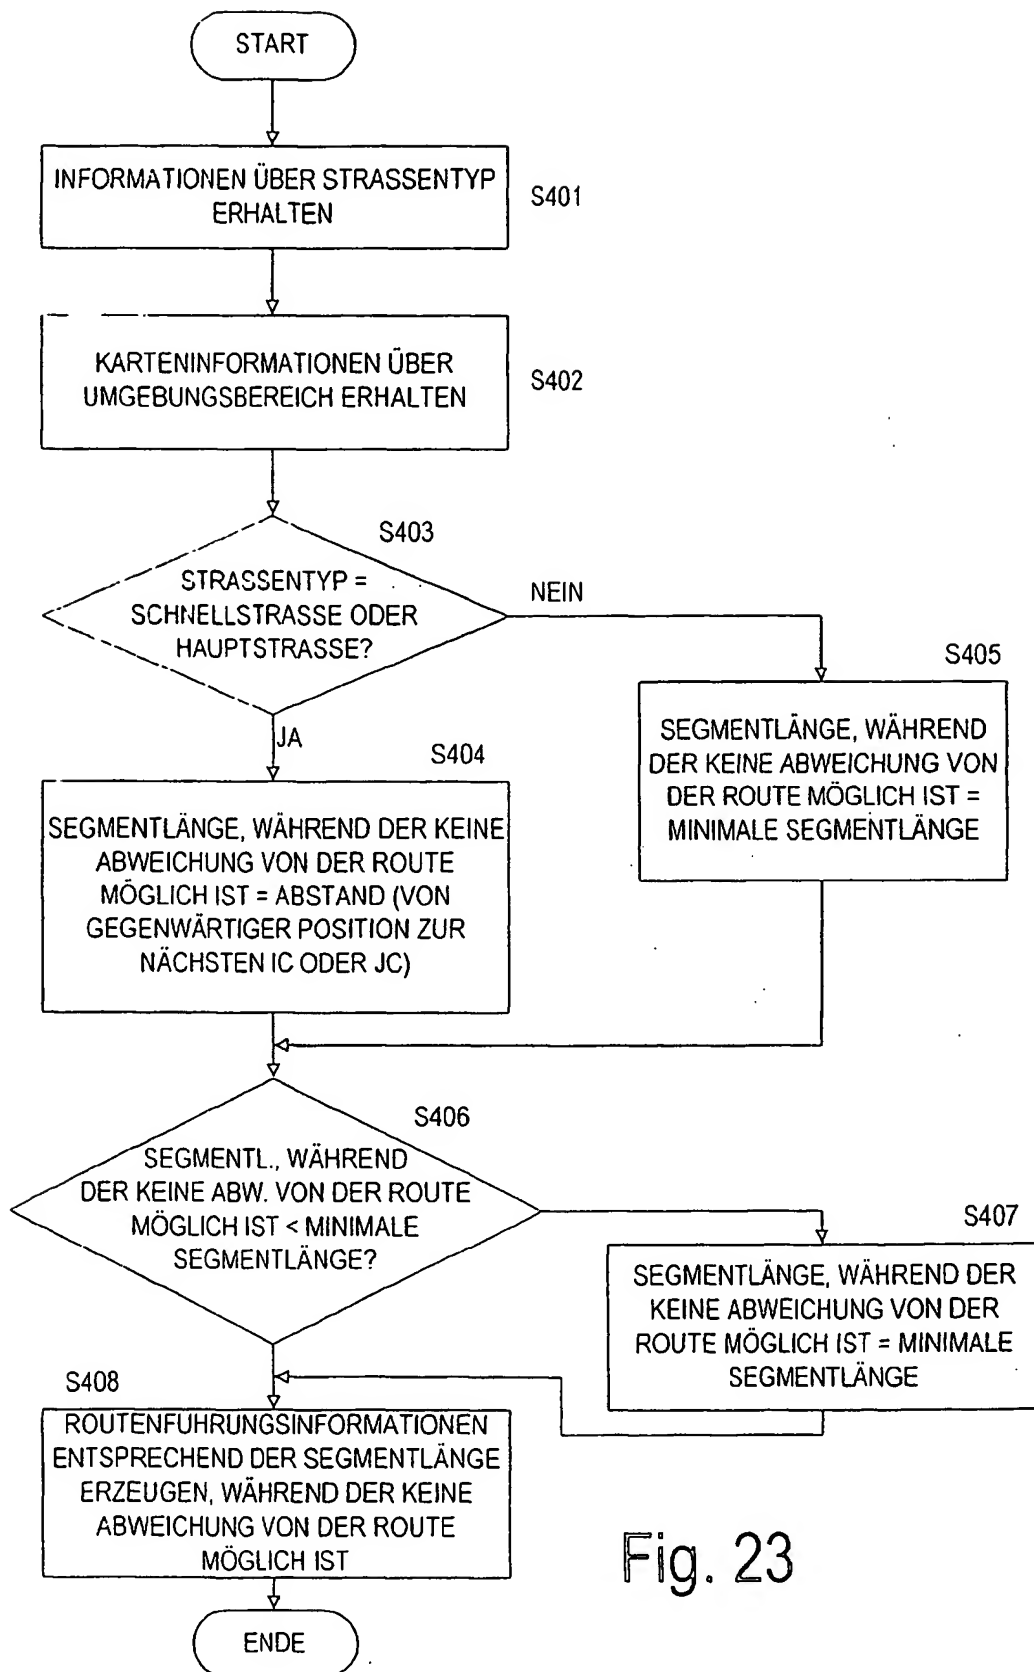 START
INFORMATIONEN ÜBER STRASSENTYP
ERHALTEN
S401
KARTENINFORMATIONEN ÜBER
UMGEBUNGSBEREICH ERHALTEN
S402
S403
STRASSENTYP =
SCHNELLSTRASSE ODER
HAUPTSTRASSE?
NEIN
JA
S405
SEGMENTLÄNGE, WÄHREND
DER KEINE ABWEICHUNG VON
DER ROUTE MÖGLICH IST =
MINIMALE SEGMENTLÄNGE
S404
SEGMENTLÄNGE, WÄHREND DER KEINE
ABWEICHUNG VON DER ROUTE
MÖGLICH IST = ABSTAND (VON
GEGENWÄRTIGER POSITION ZUR
NÄCHSTEN IC ODER JC)
S406
SEGMENTL., WÄHREND
DER KEINE ABW. VON DER ROUTE
MÖGLICH IST < MINIMALE
SEGMENTLÄNGE?
S407
SEGMENTLÄNGE, WÄHREND DER
KEINE ABWEICHUNG VON DER
ROUTE MÖGLICH IST = MINIMALE
SEGMENTLÄNGE
S408
ROUTENFÜHRUNGSINFORMATIONEN
ENTSPRECHEND DER SEGMENTLÄNGE
ERZEUGEN, WÄHREND DER KEINE
ABWEICHUNG VON DER ROUTE
MÖGLICH IST
ENDE
Fig. 23